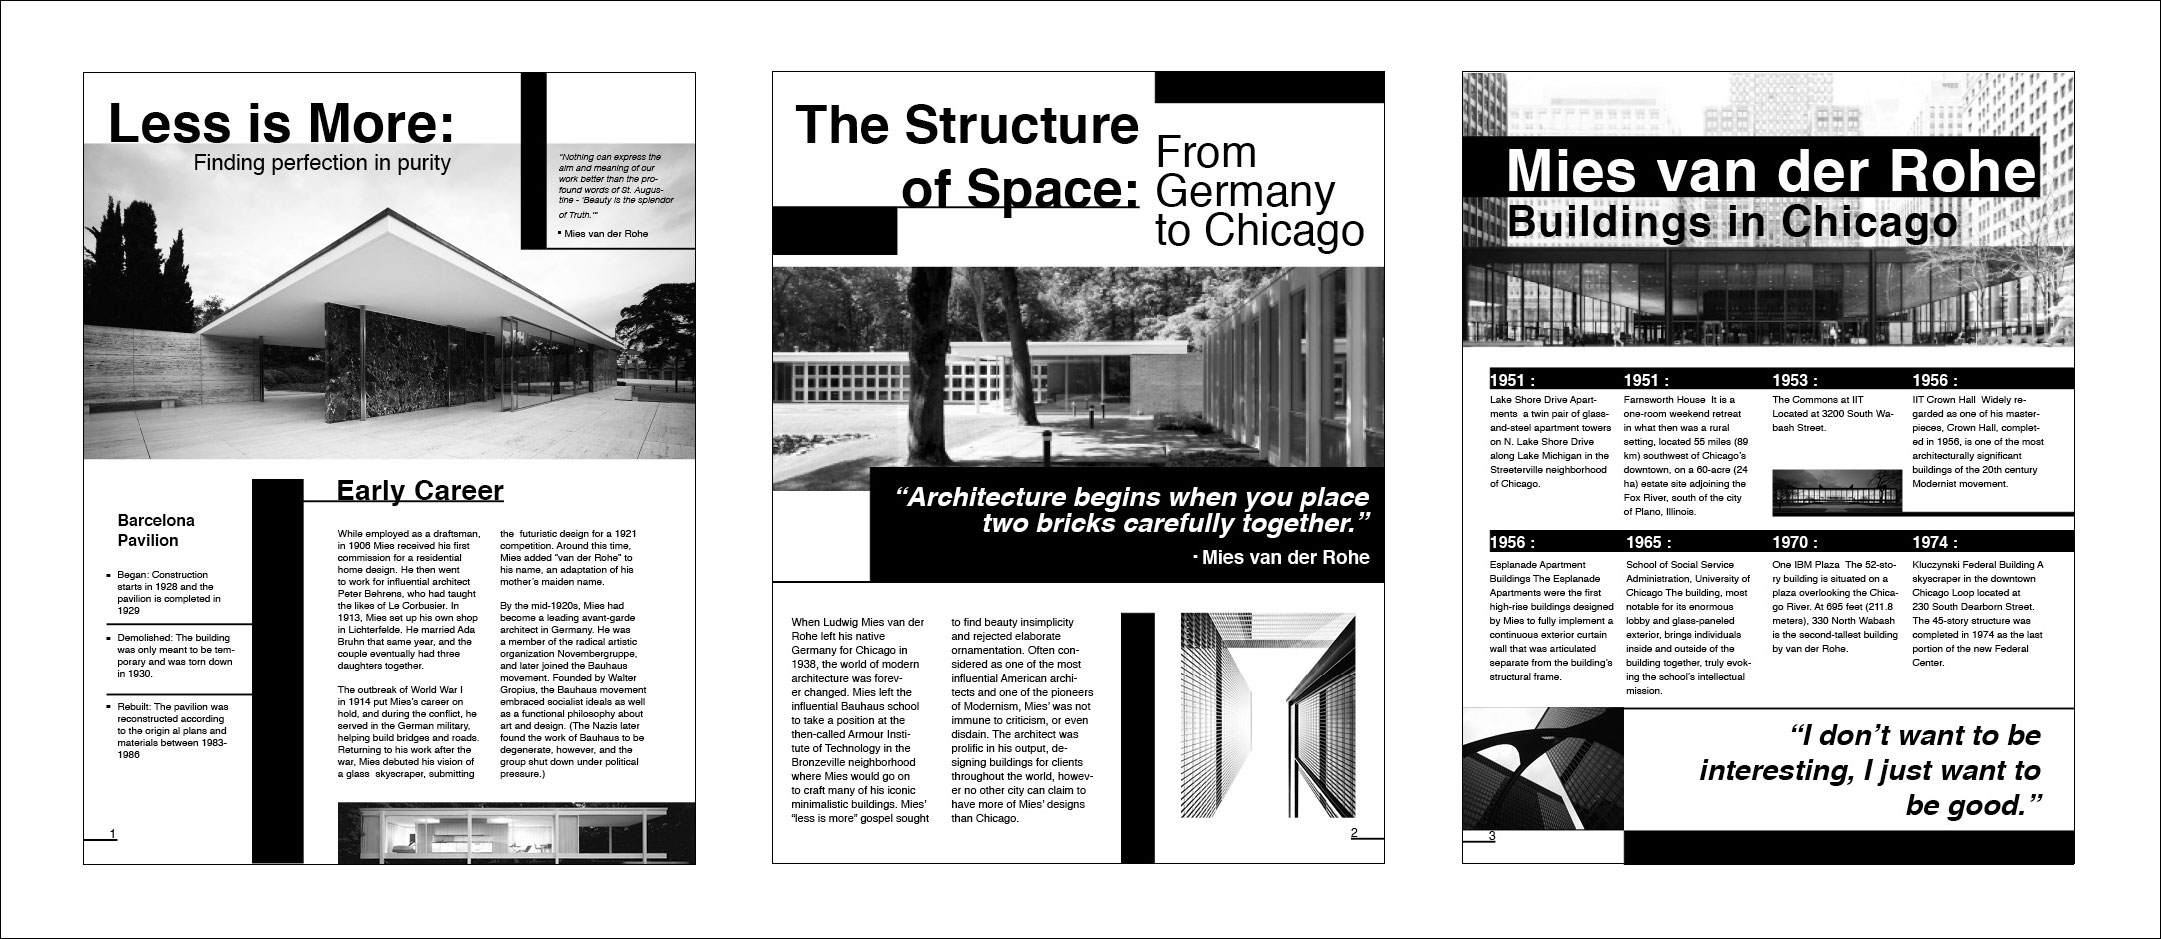 Less is More:
Finding perfection in purity
"Nothing can express the
aim and meaning of our
work better than the pro-
found words of St. Augus-
tine - 'Beauty is the splendor
of Truth.'"
▪ Mies van der Rohe
Barcelona
Pavilion
▪ Began: Construction
starts in 1928 and the
pavilion is completed in
1929
▪ Demolished: The building
was only meant to be tem-
porary and was torn down
in 1930.
▪ Rebuilt: The pavilion was
reconstructed according
to the origin al plans and
materials between 1983-
1986
Early Career
While employed as a draftsman,
in 1906 Mies received his first
commission for a residential
home design. He then went
to work for influential architect
Peter Behrens, who had taught
the likes of Le Corbusier. In
1913, Mies set up his own shop
in Lichterfelde. He married Ada
Bruhn that same year, and the
couple eventually had three
daughters together.
The outbreak of World War I
in 1914 put Mies's career on
hold, and during the conflict, he
served in the German military,
helping build bridges and roads.
Returning to his work after the
war, Mies debuted his vision of
a glass  skyscraper, submitting
the  futuristic design for a 1921
competition. Around this time,
Mies added "van der Rohe" to
his name, an adaptation of his
mother's maiden name.
By the mid-1920s, Mies had
become a leading avant-garde
architect in Germany. He was
a member of the radical artistic
organization Novembergruppe,
and later joined the Bauhaus
movement. Founded by Walter
Gropius, the Bauhaus movement
embraced socialist ideals as well
as a functional philosophy about
art and design. (The Nazis later
found the work of Bauhaus to be
degenerate, however, and the
group shut down under political
pressure.)
1
The Structure
of Space:
From
Germany
to Chicago
“Architecture begins when you place
two bricks carefully together.”
▪ Mies van der Rohe
When Ludwig Mies van der
Rohe left his native
Germany for Chicago in
1938, the world of modern
architecture was forev-
er changed. Mies left the
influential Bauhaus school
to take a position at the
then-called Armour Insti-
tute of Technology in the
Bronzeville neighborhood
where Mies would go on
to craft many of his iconic
minimalistic buildings. Mies'
“less is more” gospel sought
to find beauty insimplicity
and rejected elaborate
ornamentation. Often con-
sidered as one of the most
influential American archi-
tects and one of the pioneers
of Modernism, Mies' was not
immune to criticism, or even
disdain. The architect was
prolific in his output, de-
signing buildings for clients
throughout the world, howev-
er no other city can claim to
have more of Mies' designs
than Chicago.
2
Mies van der Rohe
Buildings in Chicago
1951 :
Lake Shore Drive Apart-
ments  a twin pair of glass-
and-steel apartment towers
on N. Lake Shore Drive
along Lake Michigan in the
Streeterville neighborhood
of Chicago.
1951 :
Farnsworth House  It is a
one-room weekend retreat
in what then was a rural
setting, located 55 miles (89
km) southwest of Chicago's
downtown, on a 60-acre (24
ha) estate site adjoining the
Fox River, south of the city
of Plano, Illinois.
1953 :
The Commons at IIT
Located at 3200 South Wa-
bash Street.
1956 :
IIT Crown Hall  Widely re-
garded as one of his master-
pieces, Crown Hall, complet-
ed in 1956, is one of the most
architecturally significant
buildings of the 20th century
Modernist movement.
1956 :
Esplanade Apartment
Buildings The Esplanade
Apartments were the first
high-rise buildings designed
by Mies to fully implement a
continuous exterior curtain
wall that was articulated
separate from the building's
structural frame.
1965 :
School of Social Service
Administration, University of
Chicago The building, most
notable for its enormous
lobby and glass-paneled
exterior, brings individuals
inside and outside of the
building together, truly evok-
ing the school's intellectual
mission.
1970 :
One IBM Plaza  The 52-sto-
ry building is situated on a
plaza overlooking the Chica-
go River. At 695 feet (211.8
meters), 330 North Wabash
is the second-tallest building
by van der Rohe.
1974 :
Kluczynski Federal Building A
skyscraper in the downtown
Chicago Loop located at
230 South Dearborn Street.
The 45-story structure was
completed in 1974 as the last
portion of the new Federal
Center.
“I don’t want to be
interesting, I just want to
be good.”
3